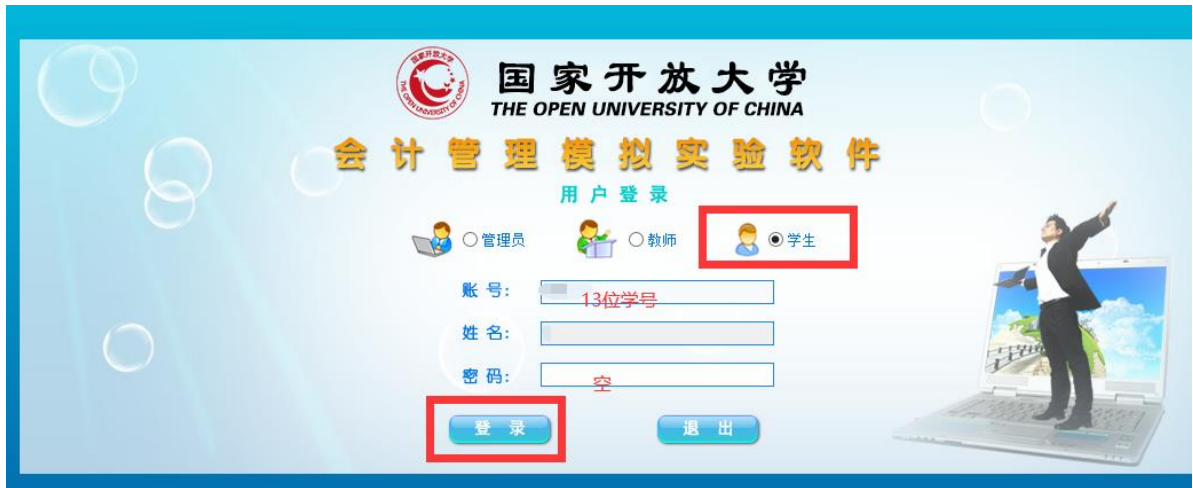 国家开放大学
THE OPEN UNIVERSITY OF CHINA
会计管理模拟实验软件
用户登录
管理员 教师 学生
账号: 13位学号
姓名:
密码: 空
登录 退出